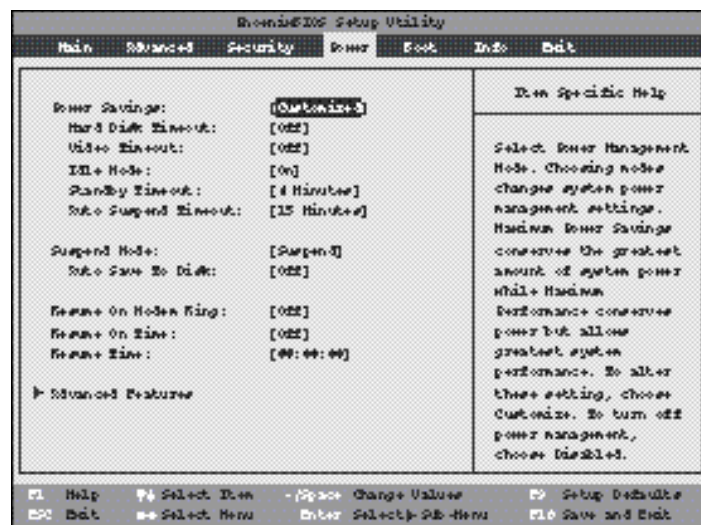 PhoenixBIOS Setup Utility
Main Advanced Security Power Boot Info Exit
Power Savings: [Customized]
Hard Disk Timeout: [Off]
Video Timeout: [Off]
Idle Mode: [On]
Standby Timeout: [4 Minutes]
Auto Suspend Timeout: [15 Minutes]
Suspend Mode: [Suspend]
Auto Save To Disk: [Off]
Resume On Modem Ring: [Off]
Resume On Time: [Off]
Resume Time: [00:00:00]
Advanced Features
Item Specific Help
Select Power Management
Mode. Choosing modes
changes system power
management settings.
Maximum Power Savings
conserves the greatest
amount of system power
while Maximum
Performance conserves
power but allows
greatest system
performance. To alter
these setting, choose
Customize. To turn off
power management,
choose Disabled.
F1 Help Select Item -/Space Change Values F9 Setup Defaults
ESC Exit Select Menu Enter Select Sub-Menu F10 Save and Exit